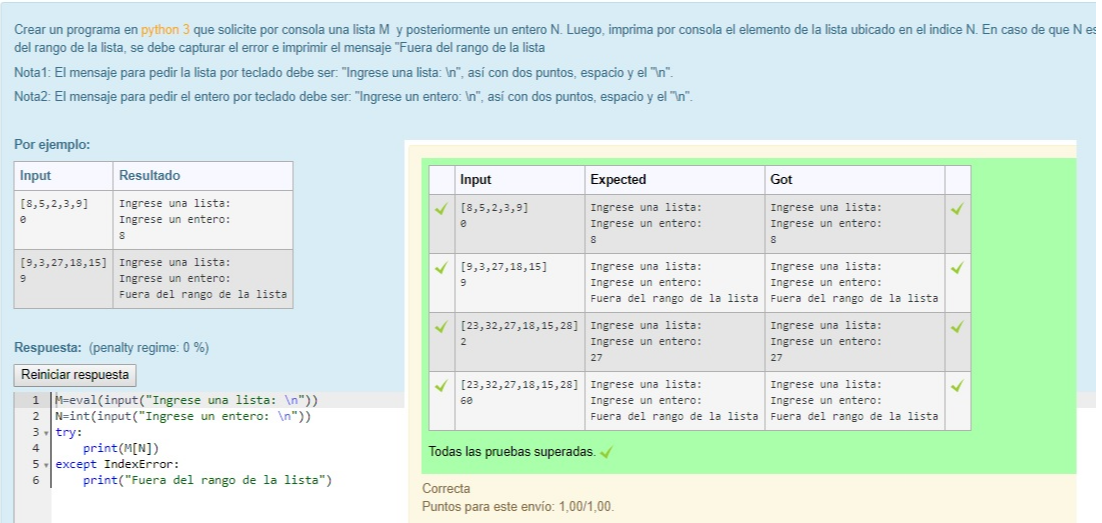 Crear un programa en python 3 que solicite por consola una lista M y posteriormente un entero N. Luego, imprima por consola el elemento de la lista ubicado en el indice N. En caso de que N es
del rango de la lista, se debe capturar el error e imprimir el mensaje "Fuera del rango de la lista
Nota1: El mensaje para pedir la lista por teclado debe ser: "Ingrese una lista: \n", así con dos puntos, espacio y el "\n".
Nota2: El mensaje para pedir el entero por teclado debe ser: "Ingrese un entero: \n", así con dos puntos, espacio y el "\n".
Por ejemplo:
Input Resultado
[8,5,2,3,9] Ingrese una lista:
0 Ingrese un entero:
8
[9,3,27,18,15] Ingrese una lista:
9 Ingrese un entero:
Fuera del rango de la lista
Respuesta: (penalty regime: 0 %)
Reiniciar respuesta
1 M=eval(input("Ingrese una lista: \n"))
2 N=int(input("Ingrese un entero: \n"))
3 try:
4 print(M[N])
5 except IndexError:
6 print("Fuera del rango de la lista")
Input Expected Got
[8,5,2,3,9] Ingrese una lista: Ingrese una lista:
0 Ingrese un entero: Ingrese un entero:
8 8
[9,3,27,18,15] Ingrese una lista: Ingrese una lista:
9 Ingrese un entero: Ingrese un entero:
Fuera del rango de la lista Fuera del rango de la lista
[23,32,27,18,15,28] Ingrese una lista: Ingrese una lista:
2 Ingrese un entero: Ingrese un entero:
27 27
[23,32,27,18,15,28] Ingrese una lista: Ingrese una lista:
60 Ingrese un entero: Ingrese un entero:
Fuera del rango de la lista Fuera del rango de la lista
Todas las pruebas superadas.
Correcta
Puntos para este envío: 1,00/1,00.